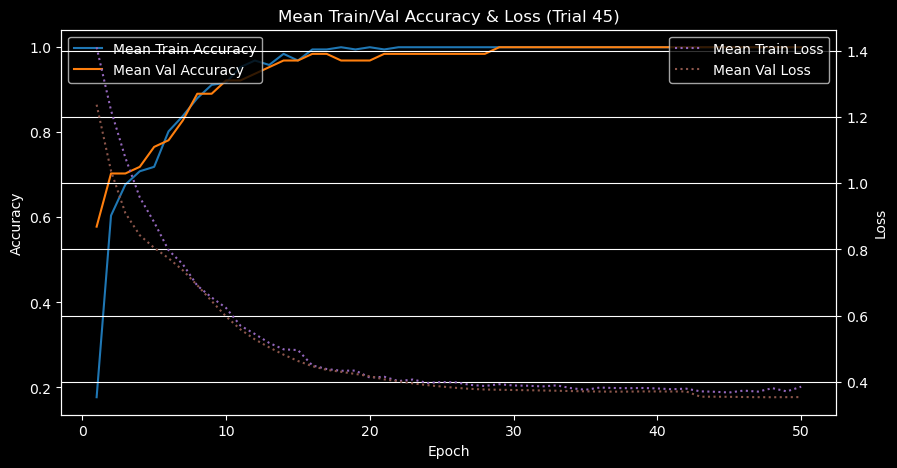 Mean Train/Val Accuracy & Loss (Trial 45)
Mean Train Accuracy
Mean Val Accuracy
Mean Train Loss
Mean Val Loss
1.0
0.8
0.6
0.4
0.2
Accuracy
1.4
1.2
1.0
0.8
0.6
0.4
Loss
0 10 20 30 40 50
Epoch